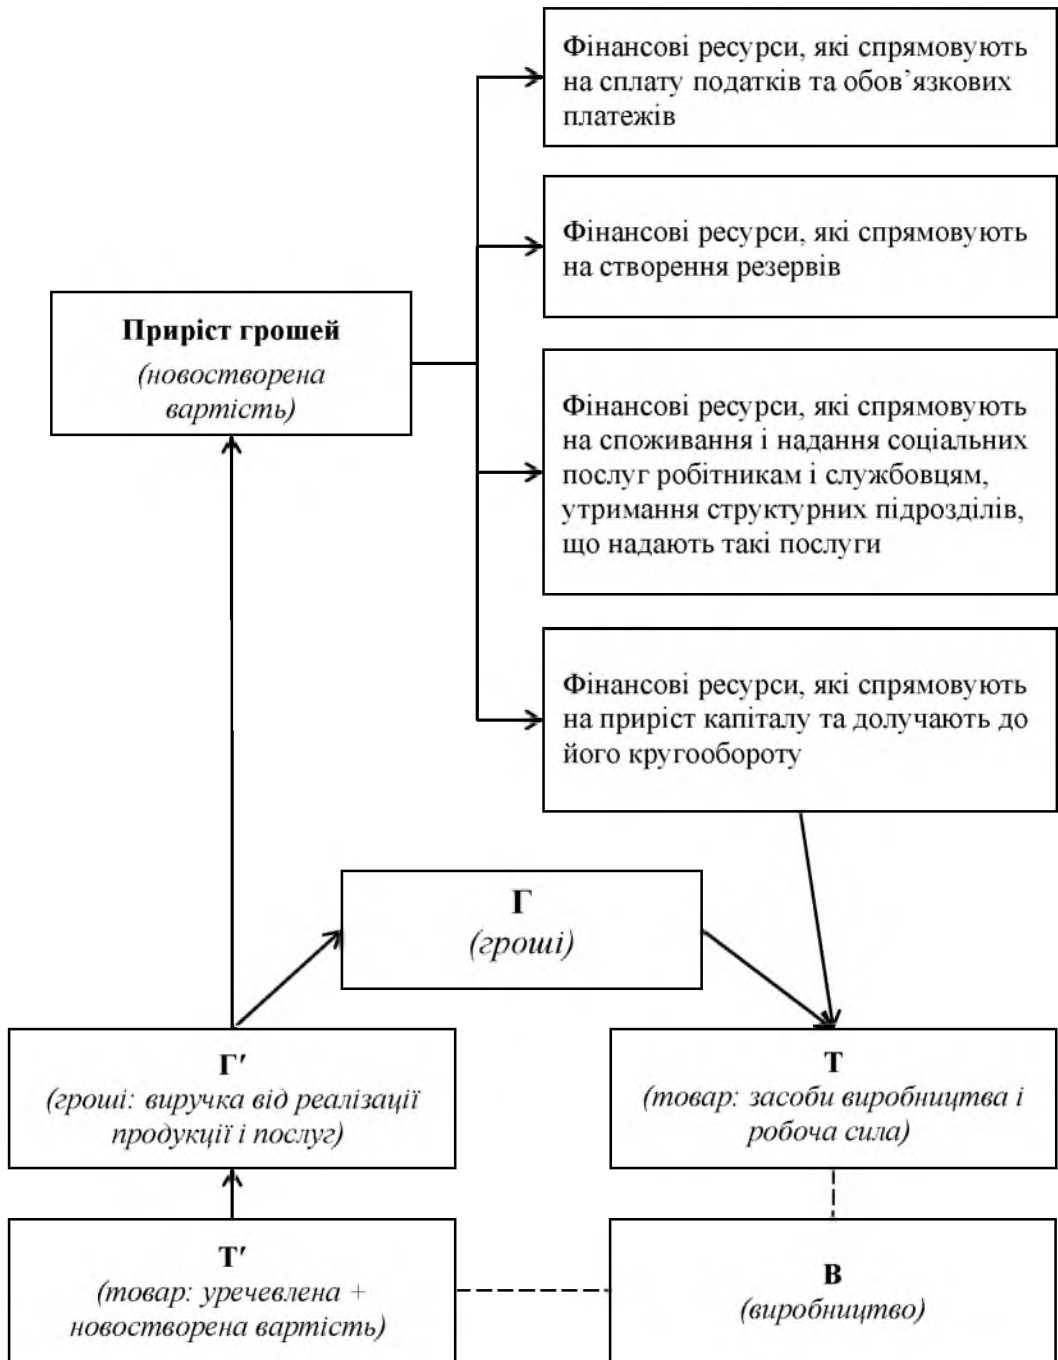 Фінансові ресурси, які спрямовують
на сплату податків та обов’язкових
платежів
Фінансові ресурси, які спрямовують
на створення резервів
Приріст грошей
(новостворена
вартість)
Фінансові ресурси, які спрямовують
на споживання і надання соціальних
послуг робітникам і службовцям,
утримання структурних підрозділів,
що надають такі послуги
Фінансові ресурси, які спрямовують
на приріст капіталу та долучають до
його кругообороту
Г
(гроші)
Г′
(гроші: виручка від реалізації
продукції і послуг)
Т
(товар: засоби виробництва і
робоча сила)
Т′
(товар: уречевлена +
новостворена вартість)
В
(виробництво)